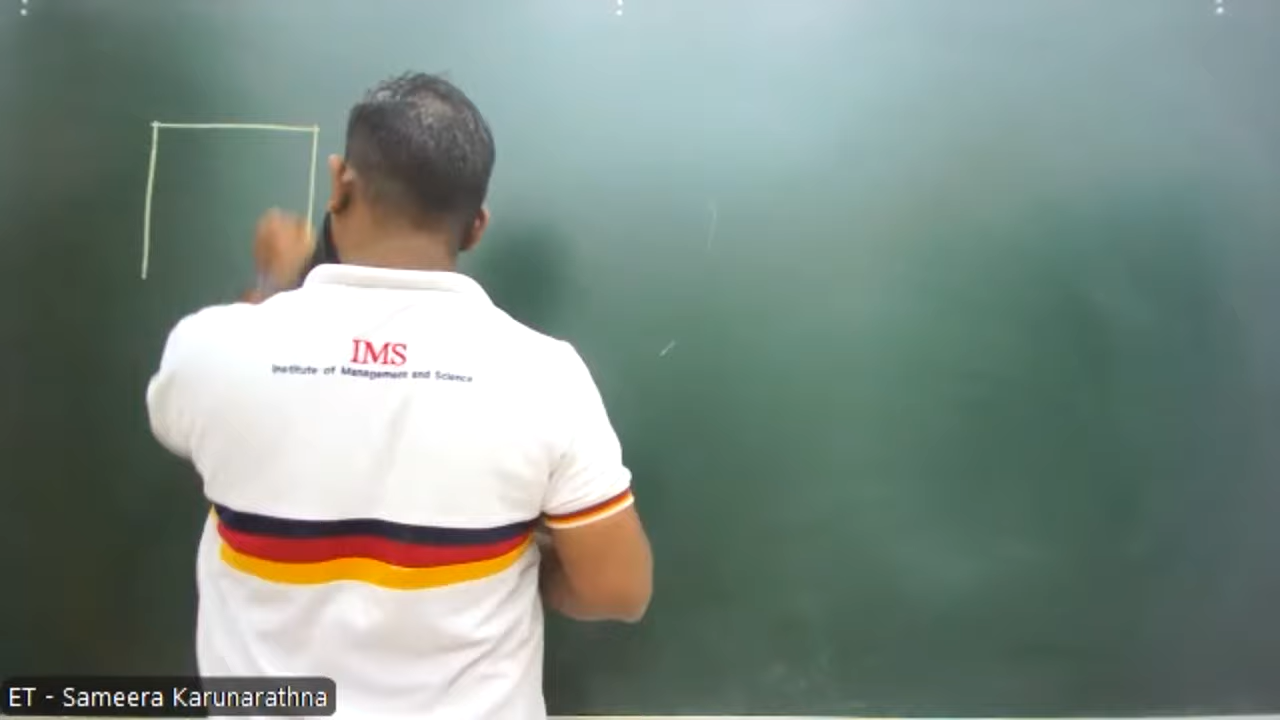 IMS
Institute of Management and Science
ET - Sameera Karunarathna